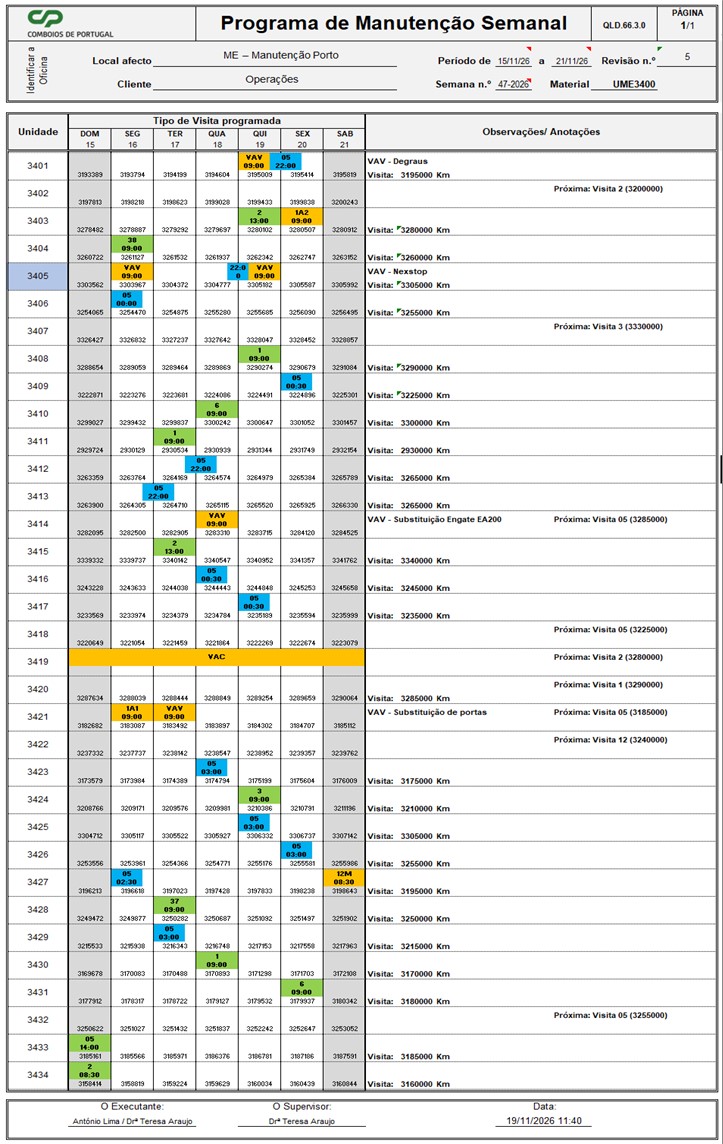 CP
COMBOIOS DE PORTUGAL
Programa de Manutenção Semanal
QLD.66.3.0
PÁGINA
1/1
Identificar a Oficina
Local afecto ME – Manutenção Porto
Período de 15/11/26 a 21/11/26 Revisão n.º 5
Cliente Operações
Semana n.º 47-2026 Material UME3400
Unidade Tipo de Visita programada Observações/ Anotações
DOM SEG TER QUA QUI SEX SAB
15 16 17 18 19 20 21
3401 VAV 09:00 05 22:00 VAV - Degraus
3193389 3193794 3194199 3194604 3195009 3195414 3195819 Visita: 3195000 Km
3402 Próxima: Visita 2 (3200000)
3197813 3198218 3198623 3199028 3199433 3199838 3200243
3403 2 13:00 1A2 09:00
3278482 3278887 3279292 3279697 3280102 3280507 3280912 Visita: 3280000 Km
3404 38 09:00
3260722 3261127 3261532 3261937 3262342 3262747 3263152 Visita: 3260000 Km
3405 VAV 09:00 22:00 VAV 09:00 VAV - Nexstop
3303562 3303967 3304372 3304777 3305182 3305587 3305992 Visita: 3305000 Km
3406 05 00:00
3254065 3254470 3254875 3255280 3255685 3256090 3256495 Visita: 3255000 Km
3407 Próxima: Visita 3 (3330000)
3326427 3326832 3327237 3327642 3328047 3328452 3328857
3408 1 09:00
3288654 3289059 3289464 3289869 3290274 3290679 3291084 Visita: 3290000 Km
3409 05 00:30
3222871 3223276 3223681 3224086 3224491 3224896 3225301 Visita: 3225000 Km
3410 6 09:00
3299027 3299432 3299837 3300242 3300647 3301052 3301457 Visita: 3300000 Km
3411 1 09:00
2929724 2930129 2930534 2930939 2931344 2931749 2932154 Visita: 2930000 Km
3412 05 22:00
3263359 3263764 3264169 3264574 3264979 3265384 3265789 Visita: 3265000 Km
3413 05 22:00
3263900 3264305 3264710 3265115 3265520 3265925 3266330 Visita: 3265000 Km
3414 VAV 09:00 VAV - Substituição Engate EA200 Próxima: Visita 05 (3285000)
3282095 3282500 3282905 3283310 3283715 3284120 3284525
3415 2 13:00
3339332 3339737 3340142 3340547 3340952 3341357 3341762 Visita: 3340000 Km
3416 05 00:30
3243228 3243633 3244038 3244443 3244848 3245253 3245658 Visita: 3245000 Km
3417 05 00:30
3233569 3233974 3234379 3234784 3235189 3235594 3235999 Visita: 3235000 Km
3418 Próxima: Visita 05 (3225000)
3220649 3221054 3221459 3221864 3222269 3222674 3223079
3419 VAC Próxima: Visita 2 (3280000)
3420 Próxima: Visita 1 (3290000)
3287634 3288039 3288444 3288849 3289254 3289659 3290064 Visita: 3285000 Km
3421 1A1 09:00 VAV 09:00 VAV - Substituição de portas Próxima: Visita 05 (3185000)
3182682 3183087 3183492 3183897 3184302 3184707 3185112
3422 Próxima: Visita 12 (3240000)
3237332 3237737 3238142 3238547 3238952 3239357 3239762
3423 05 03:00
3173579 3173984 3174389 3174794 3175199 3175604 3176009 Visita: 3175000 Km
3424 3 09:00
3208766 3209171 3209576 3209981 3210386 3210791 3211196 Visita: 3210000 Km
3425 05 03:00
3304712 3305117 3305522 3305927 3306332 3306737 3307142 Visita: 3305000 Km
3426 05 03:00
3253556 3253961 3254366 3254771 3255176 3255581 3255986 Visita: 3255000 Km
3427 05 02:30 12M 08:30
3196213 3196618 3197023 3197428 3197833 3198238 3198643 Visita: 3195000 Km
3428 37 09:00
3249472 3249877 3250282 3250687 3251092 3251497 3251902 Visita: 3250000 Km
3429 05 03:00
3215533 3215938 3216343 3216748 3217153 3217558 3217963 Visita: 3215000 Km
3430 1 09:00
3169678 3170083 3170488 3170893 3171298 3171703 3172108 Visita: 3170000 Km
3431 6 09:00
3177912 3178317 3178722 3179127 3179532 3179937 3180342 Visita: 3180000 Km
3432 Próxima: Visita 05 (3255000)
3250622 3251027 3251432 3251837 3252242 3252647 3253052
3433 05 14:00
3185161 3185566 3185971 3186376 3186781 3187186 3187591 Visita: 3185000 Km
3434 2 08:30
3158414 3158819 3159224 3159629 3160034 3160439 3160844 Visita: 3160000 Km
O Executante: O Supervisor: Data:
António Lima / Drª Teresa Araujo Drª Teresa Araujo 19/11/2026 11:40